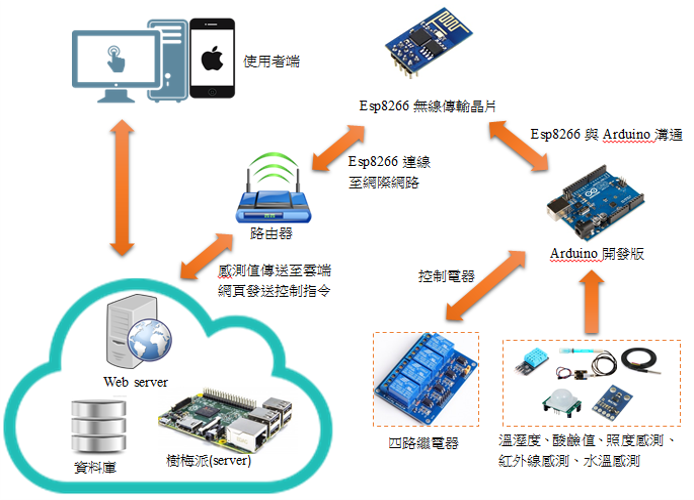 使用者端
Esp8266 無線傳輸晶片
Esp8266 與 Arduino 溝通
Esp8266 連線
至網際網路
路由器
Arduino 開發版
感測值傳送至雲端
網頁發送控制指令
控制電器
Web server
資料庫
樹梅派(server)
四路繼電器
溫溼度、酸鹼值、照度感測、
紅外線感測、水溫感測